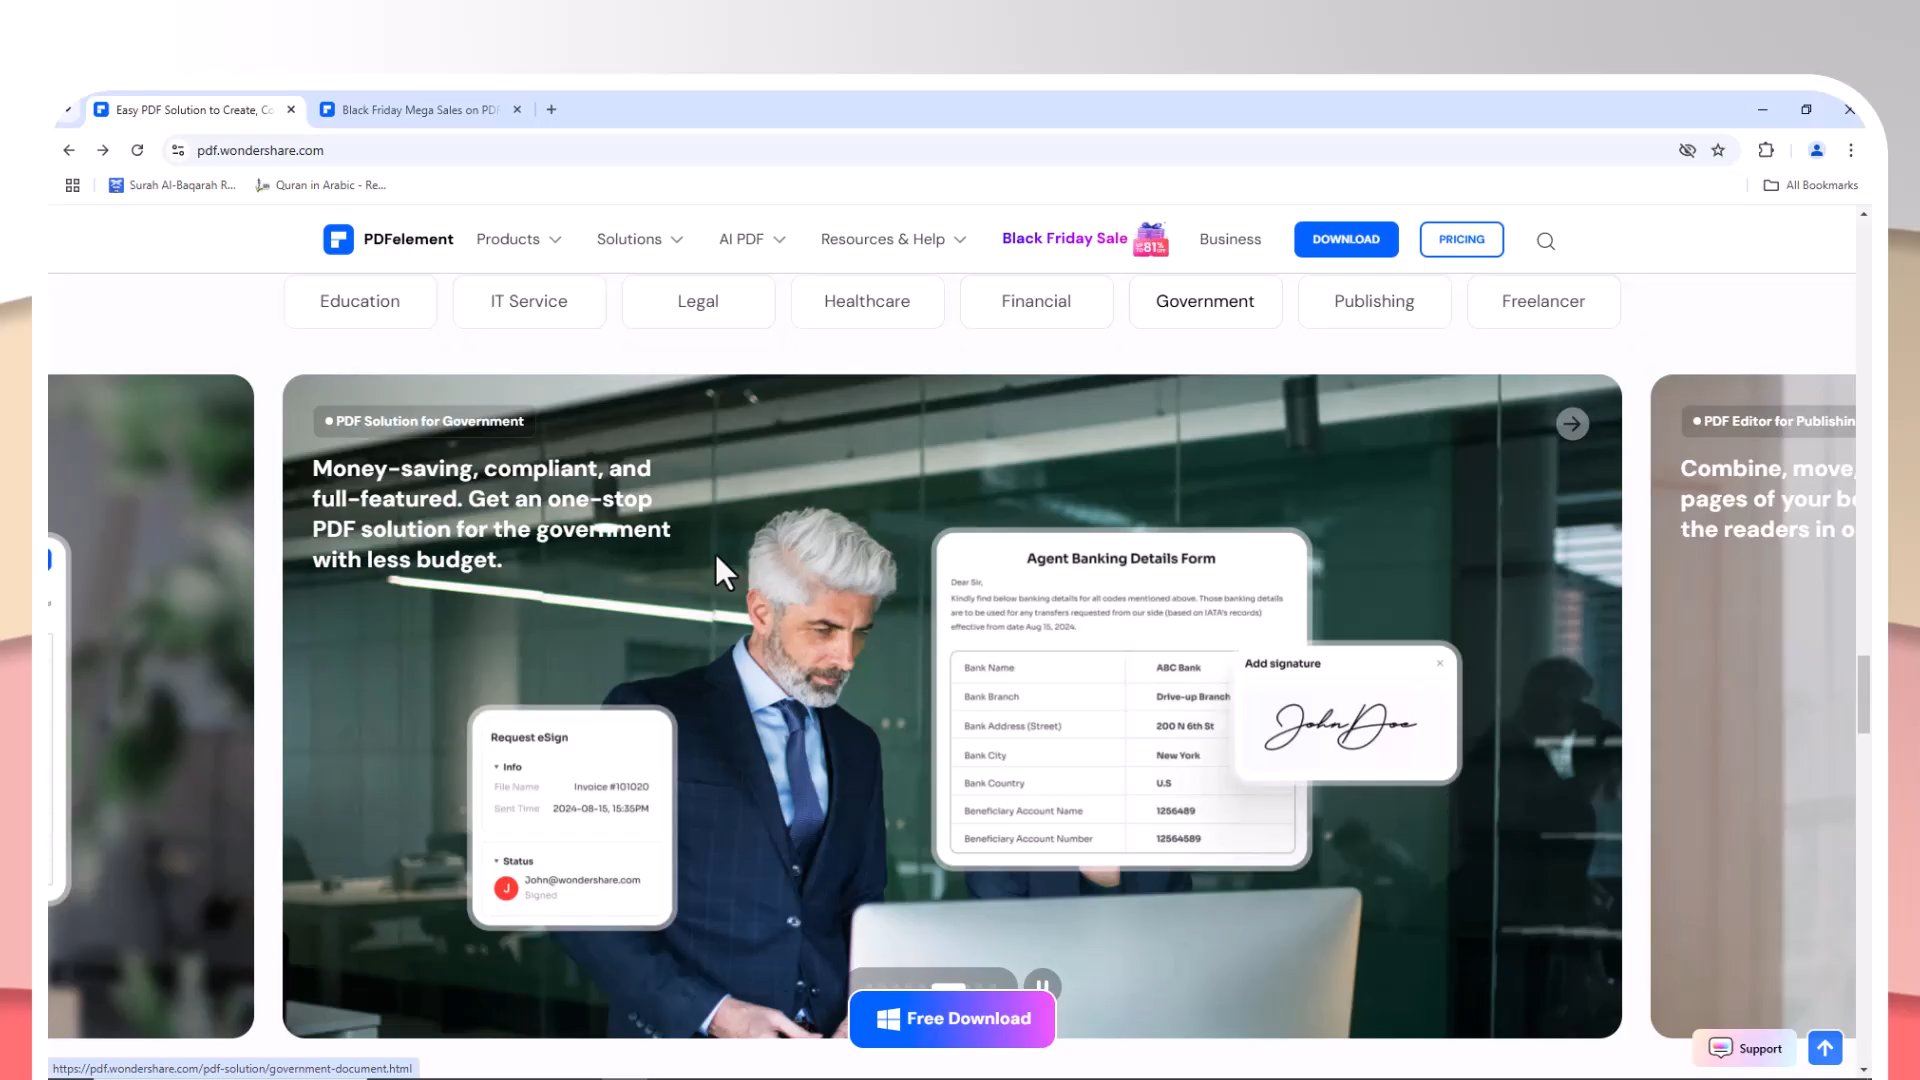 Easy PDF Solution to Create, Co
Black Friday Mega Sales on PDF
pdf.wondershare.com
Surah Al-Baqarah R...
Quran in Arabic - Re...
All Bookmarks
PDFelement
Products
Solutions
AI PDF
Resources & Help
Black Friday Sale
UP TO 81%
Business
DOWNLOAD
PRICING
Education
IT Service
Legal
Healthcare
Financial
Government
Publishing
Freelancer
PDF Solution for Government
Money-saving, compliant, and
full-featured. Get an one-stop
PDF solution for the government
with less budget.
PDF Editor for Publishin
Combine, move,
pages of your bo
the readers in o
Agent Banking Details Form
Dear Sir,
Kindly find below banking details for all codes mentioned above. Those banking details
are to be used for any transfers requested from our side (based on IATA's records)
effective from date Aug 15, 2024.
Bank Name ABC Bank
Bank Branch Drive-up Branch
Bank Address (Street) 200 N 6th St
Bank City New York
Bank Country U.S
Beneficiary Account Name 1256489
Beneficiary Account Number 12564589
Add signature
John Doe
Request eSign
Info
File Name Invoice #101020
Sent Time 2024-08-15, 15:35PM
Status
J
John@wondershare.com
Signed
Free Download
Support
https://pdf.wondershare.com/pdf-solution/government-document.html